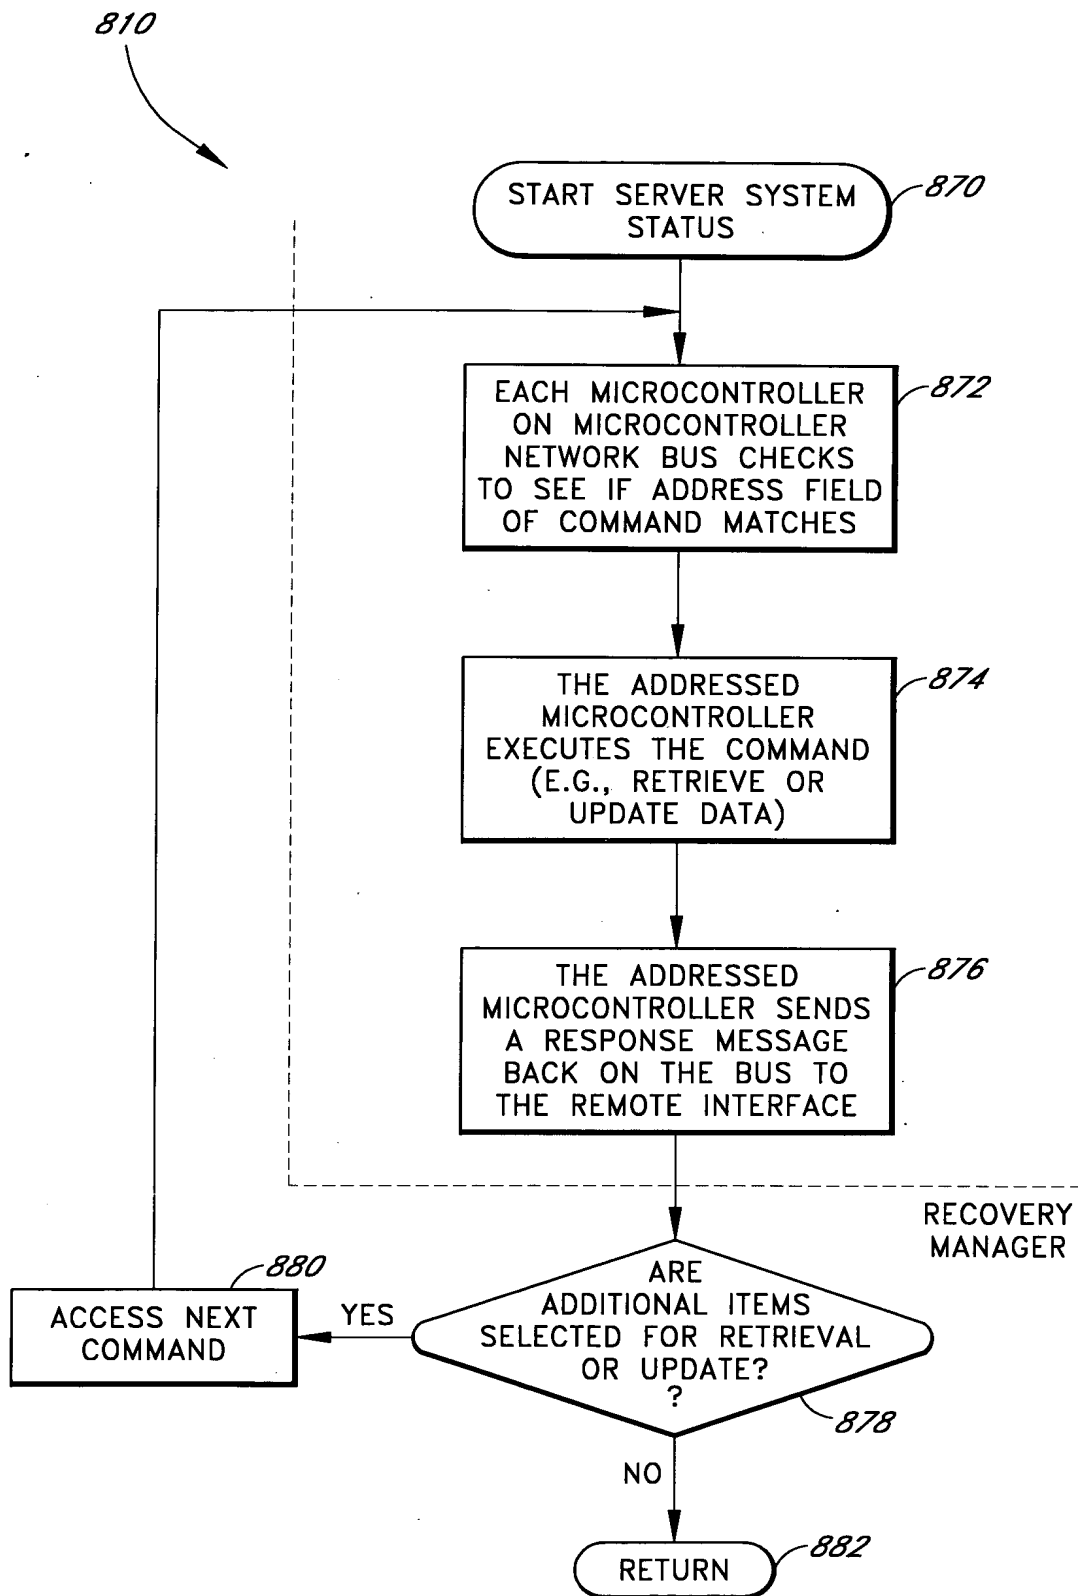 810
START SERVER SYSTEM
STATUS
870
EACH MICROCONTROLLER
ON MICROCONTROLLER
NETWORK BUS CHECKS
TO SEE IF ADDRESS FIELD
OF COMMAND MATCHES
872
THE ADDRESSED
MICROCONTROLLER
EXECUTES THE COMMAND
(E.G., RETRIEVE OR
UPDATE DATA)
874
THE ADDRESSED
MICROCONTROLLER SENDS
A RESPONSE MESSAGE
BACK ON THE BUS TO
THE REMOTE INTERFACE
876
RECOVERY
MANAGER
ARE
ADDITIONAL ITEMS
SELECTED FOR RETRIEVAL
OR UPDATE?
?
878
YES
880
ACCESS NEXT
COMMAND
NO
RETURN
882